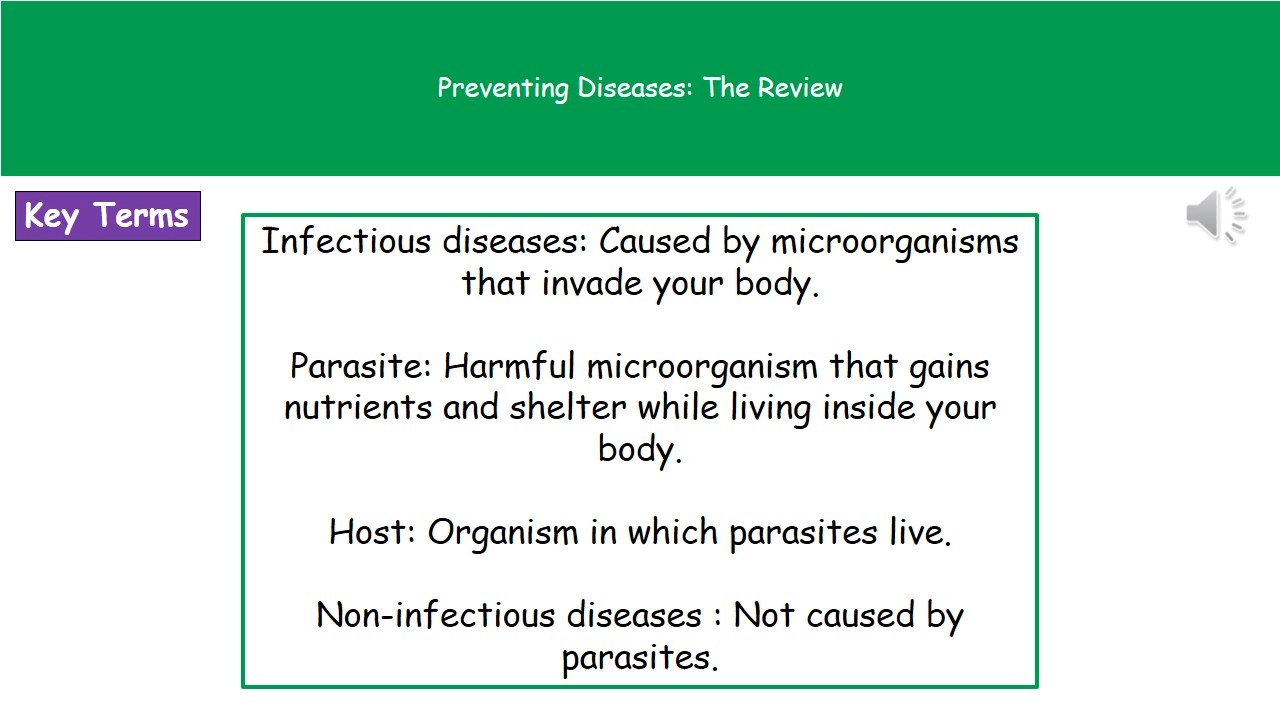 Preventing Diseases: The Review
Key Terms
Infectious diseases: Caused by microorganisms
that invade your body.
Parasite: Harmful microorganism that gains
nutrients and shelter while living inside your
body.
Host: Organism in which parasites live.
Non-infectious diseases : Not caused by
parasites.